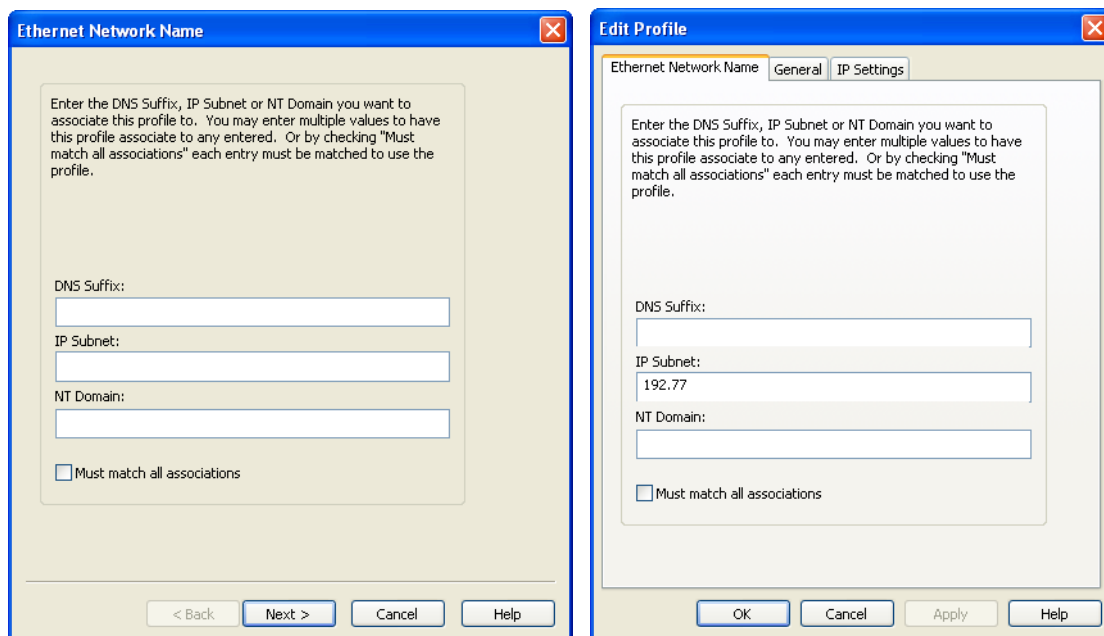 Ethernet Network Name
Enter the DNS Suffix, IP Subnet or NT Domain you want to
associate this profile to. You may enter multiple values to have
this profile associate to any entered. Or by checking "Must
match all associations" each entry must be matched to use the
profile.
DNS Suffix:
IP Subnet:
NT Domain:
Must match all associations
< Back Next > Cancel Help
Edit Profile
Ethernet Network Name General IP Settings
Enter the DNS Suffix, IP Subnet or NT Domain you want to
associate this profile to. You may enter multiple values to have
this profile associate to any entered. Or by checking "Must
match all associations" each entry must be matched to use the
profile.
DNS Suffix:
IP Subnet:
192.77
NT Domain:
Must match all associations
OK Cancel Apply Help